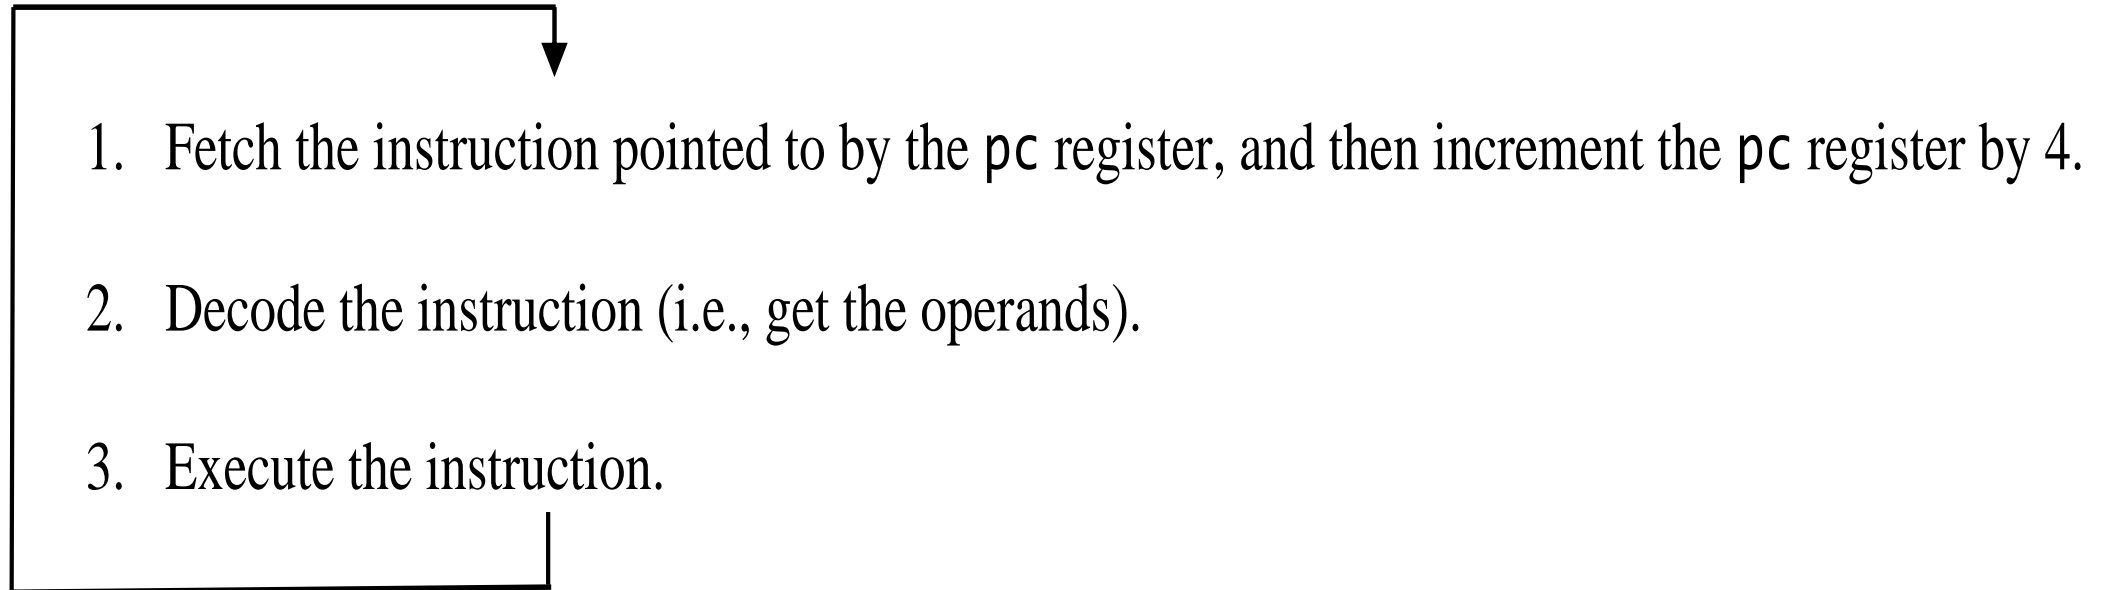 1. Fetch the instruction pointed to by the pc register, and then increment the pc register by 4.
2. Decode the instruction (i.e., get the operands).
3. Execute the instruction.